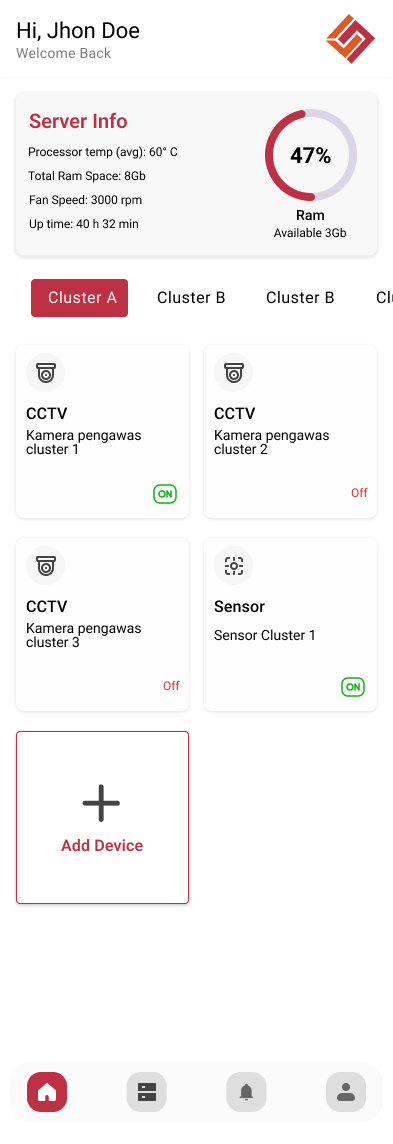 Hi, Jhon Doe
Welcome Back
Server Info
Processor temp (avg): 60° C
Total Ram Space: 8Gb
Fan Speed: 3000 rpm
Up time: 40 h 32 min
47%
Ram
Available 3Gb
Cluster A Cluster B Cluster B Cl
CCTV
Kamera pengawas
cluster 1
ON
CCTV
Kamera pengawas
cluster 2
Off
CCTV
Kamera pengawas
cluster 3
Off
Sensor
Sensor Cluster 1
ON
Add Device